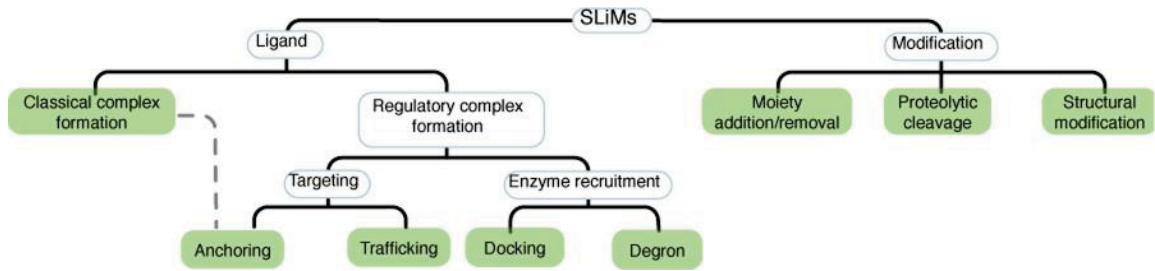 SLiMs
Ligand
Modification
Classical complex
formation
Regulatory complex
formation
Moiety
addition/removal
Proteolytic
cleavage
Structural
modification
Targeting
Enzyme recruitment
Anchoring
Trafficking
Docking
Degron